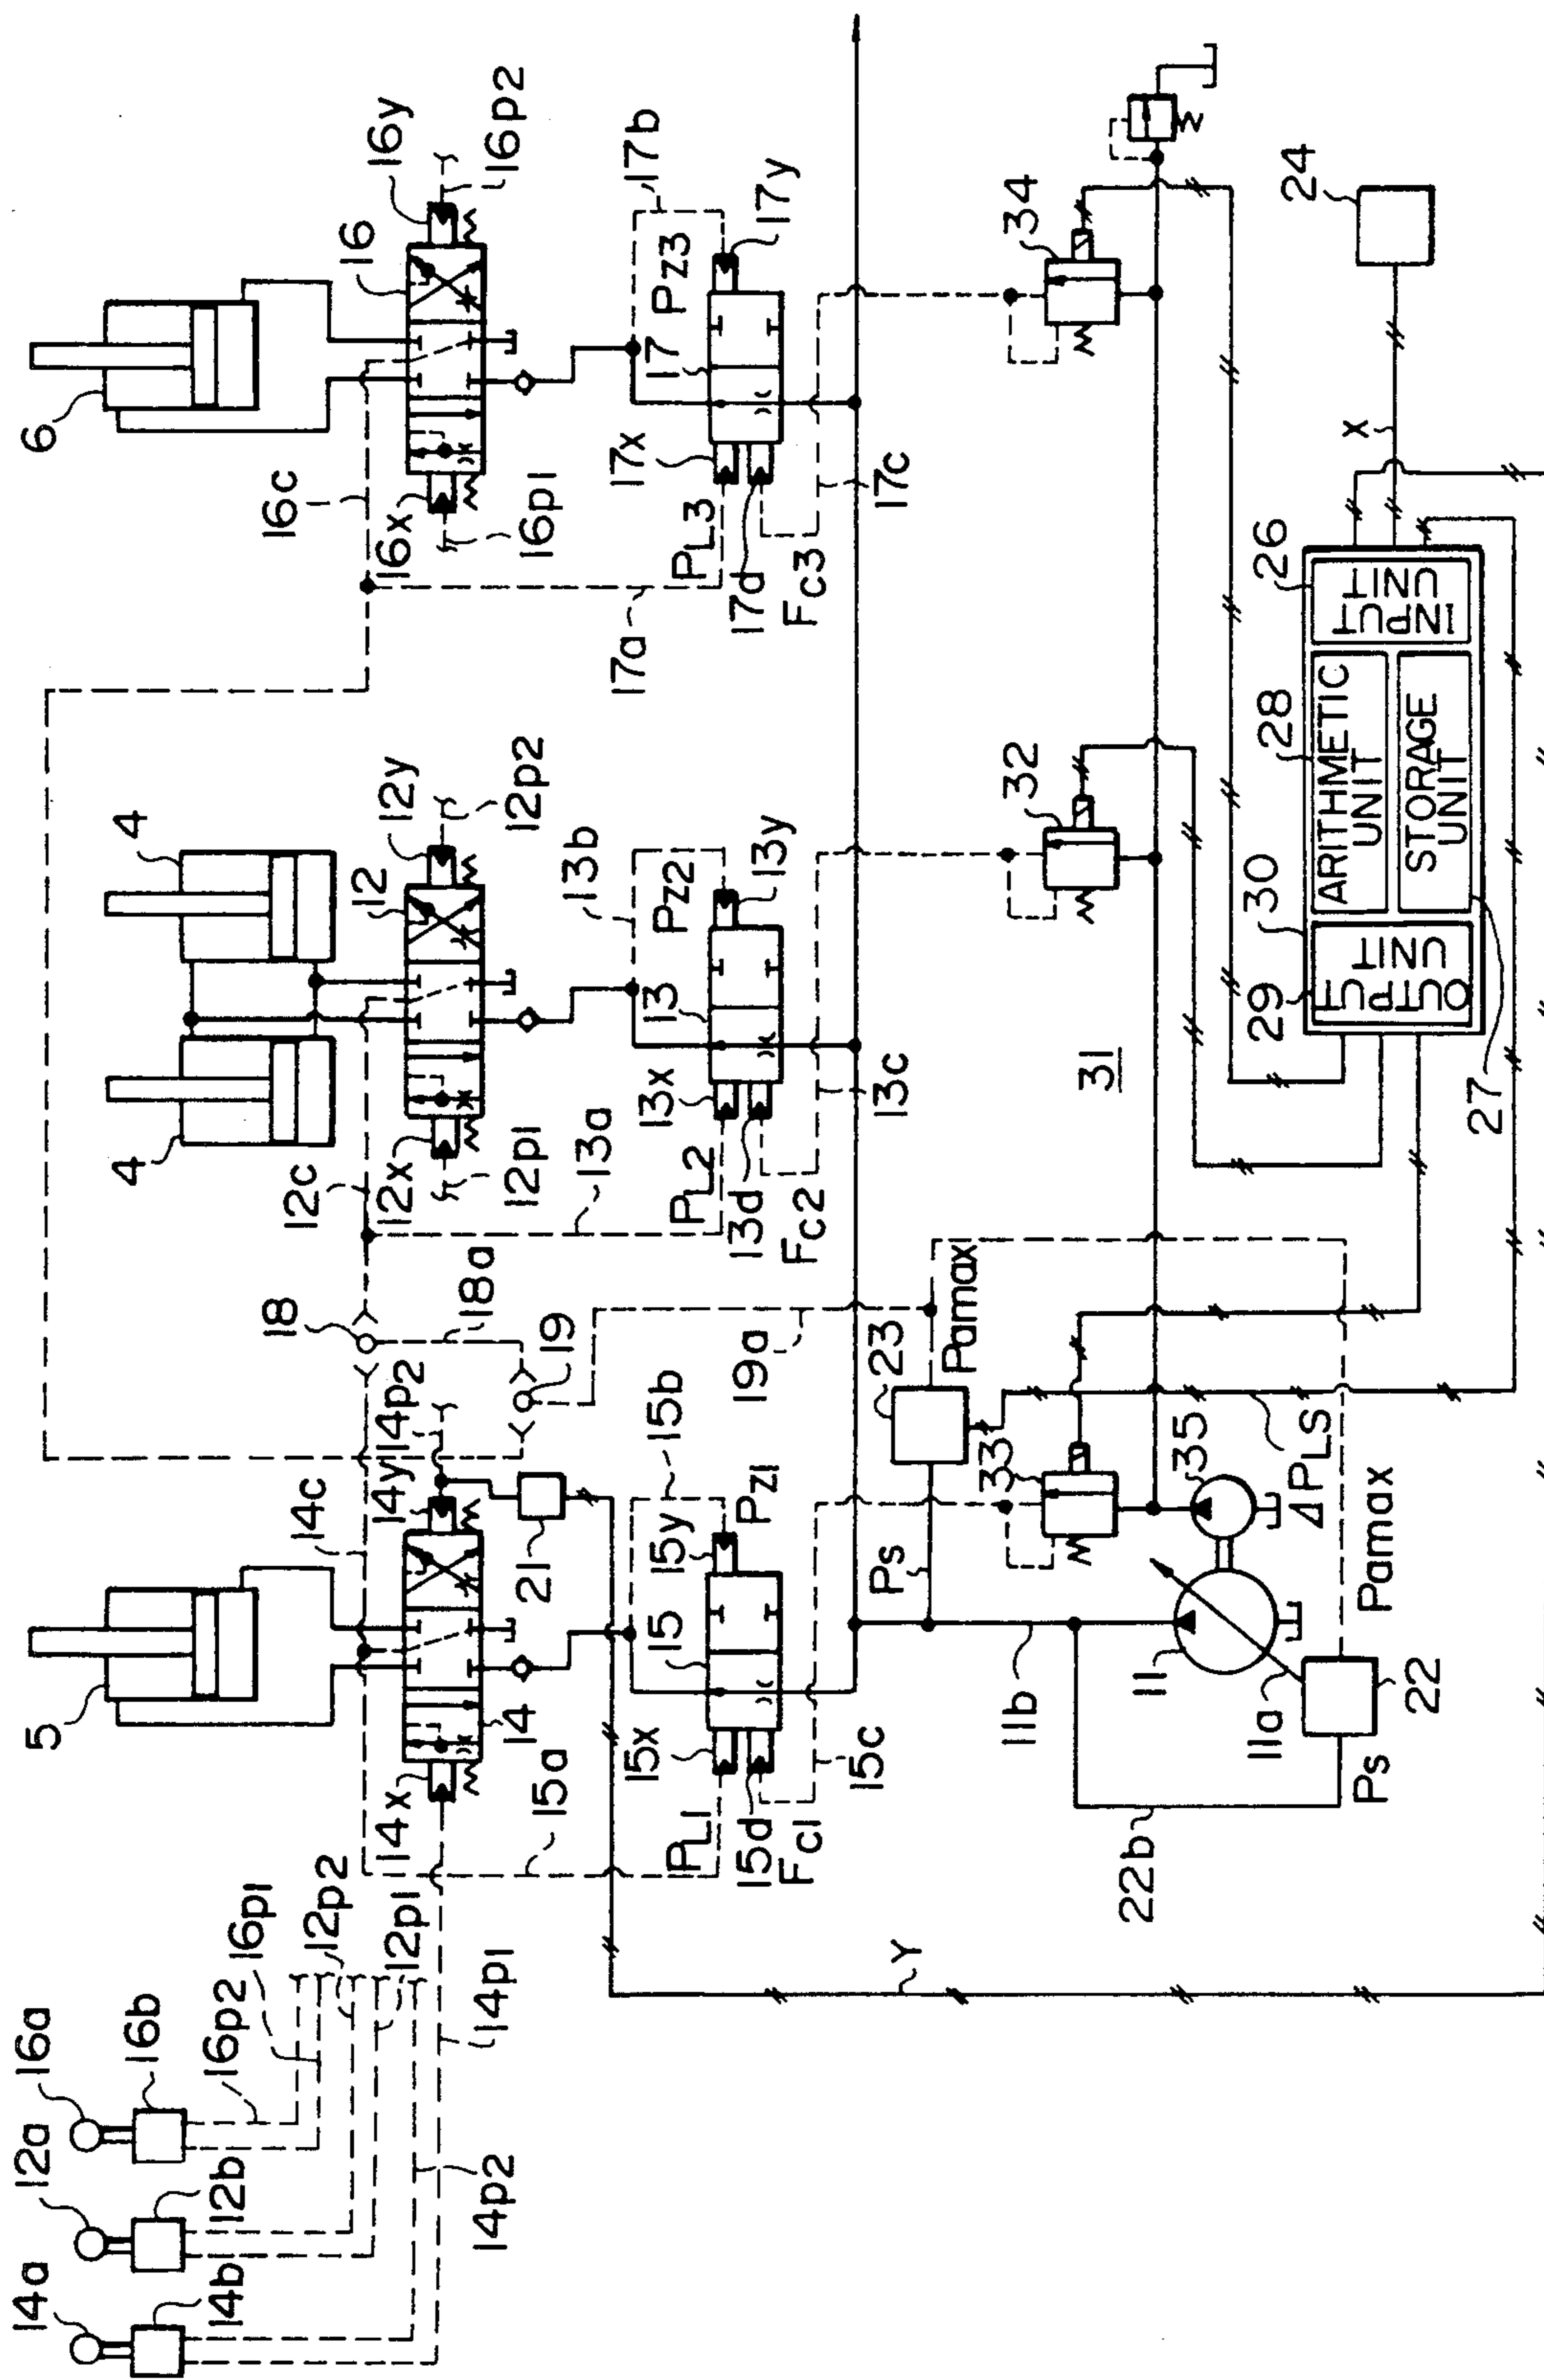 14a
12a
16a
14b
12b
16b
16p2
16p1
12p2
12p1
14p2
14p1
5
14x
14
14c
14y
14p2
21
18
18a
19
19a
15a
15x
PL1
15d
Fc1
15
15y
15b
Pz1
15c
4
4
12c
12x
12p1
12
12y
12p2
13a
13x
PL2
13d
Fc2
13
13b
Pz2
13y
13c
6
16c
16x
16p1
16
16y
16p2
17a
17x
PL3
17d
Fc3
17
17b
Pz3
17y
17c
Y
22b
11b
Ps
23
Pamax
33
35
ΔPLS
11
11a
Ps
22
Pamax
31
32
34
29
30
28
26
24
X
27
OUTPUT
UNIT
ARITHMETIC
UNIT
STORAGE
UNIT
INPUT
UNIT